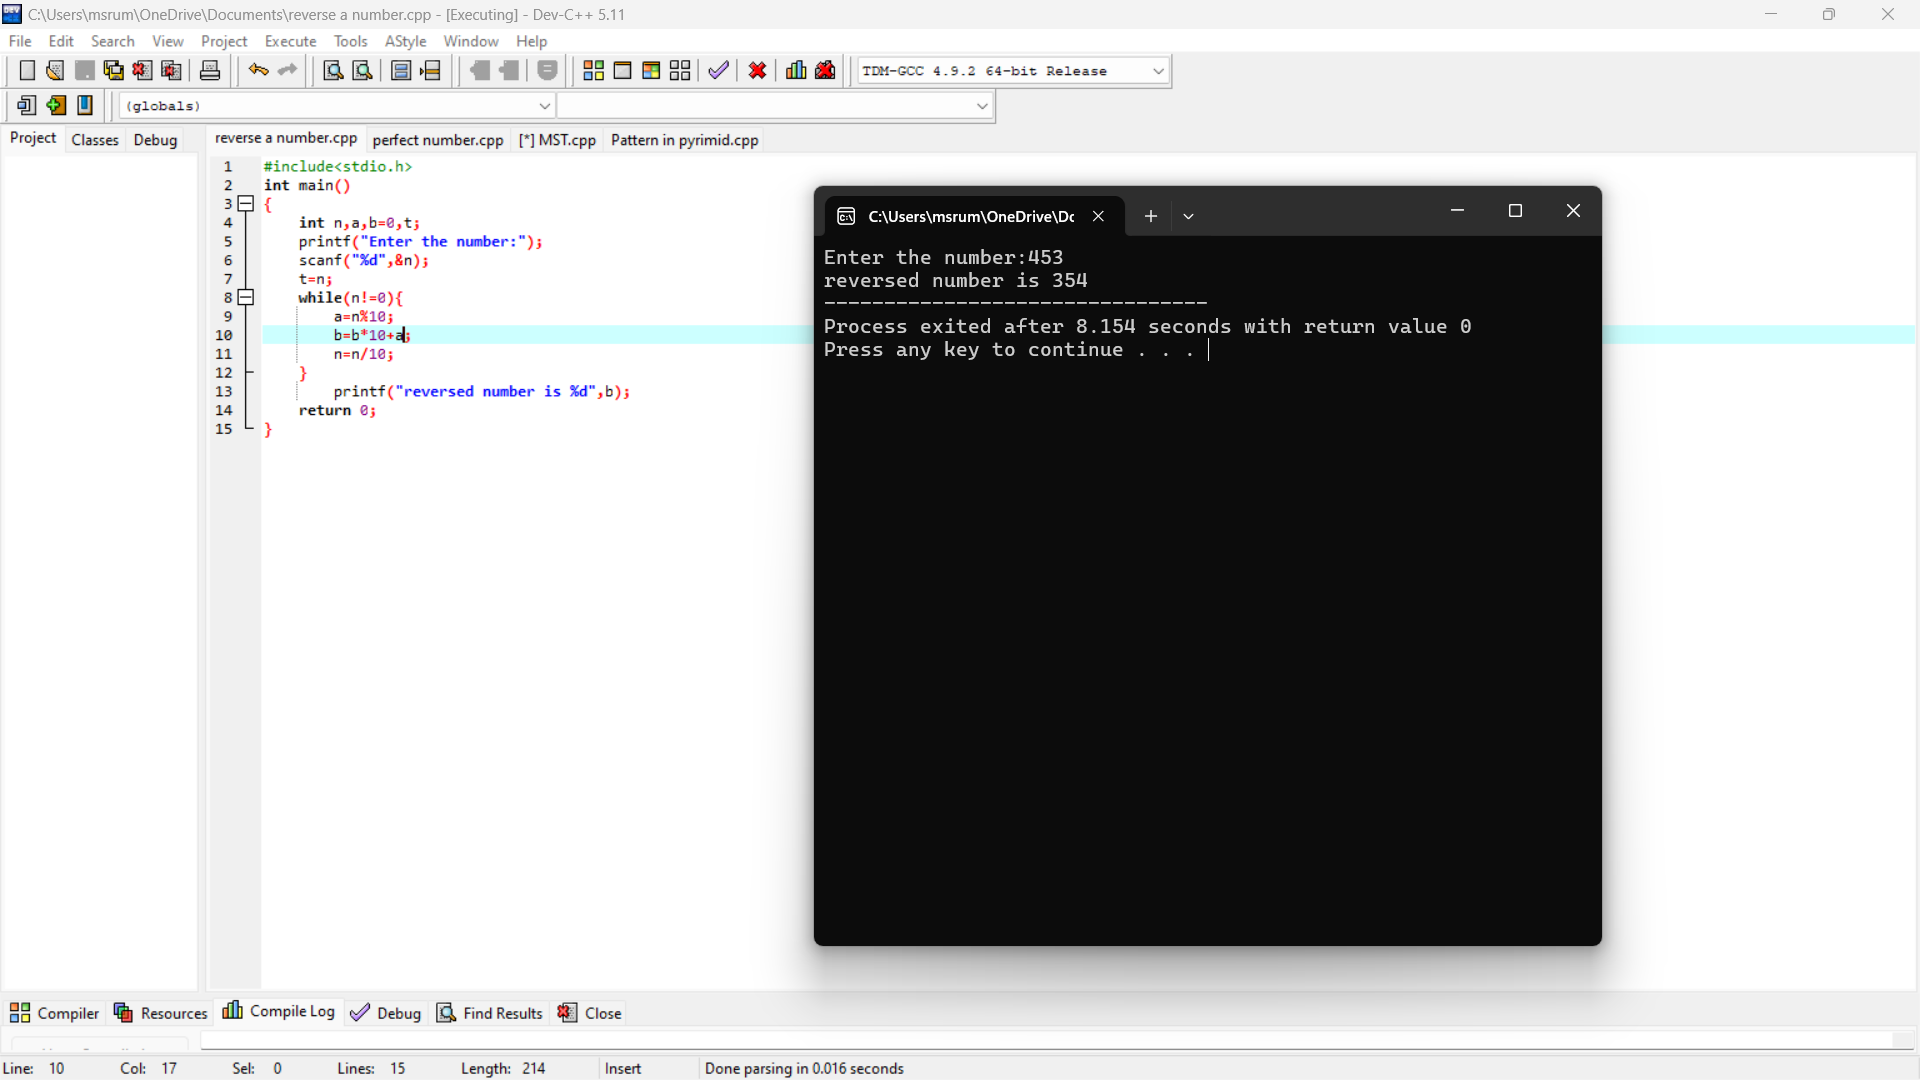 C:\Users\msrum\OneDrive\Documents\reverse a number.cpp - [Executing] - Dev-C++ 5.11
File Edit Search View Project Execute Tools AStyle Window Help
TDM-GCC 4.9.2 64-bit Release
(globals)
Project Classes Debug
reverse a number.cpp perfect number.cpp [*] MST.cpp Pattern in pyrimid.cpp
1 #include<stdio.h>
2 int main()
3 {
4 int n,a,b=0,t;
5 printf("Enter the number:");
6 scanf("%d",&n);
7 t=n;
8 while(n!=0){
9 a=n%10;
10 b=b*10+a;
11 n=n/10;
12 }
13 printf("reversed number is %d",b);
14 return 0;
15 }
C:\Users\msrum\OneDrive\Dc
Enter the number:453
reversed number is 354
--------------------------------
Process exited after 8.154 seconds with return value 0
Press any key to continue . . .
Compiler Resources Compile Log Debug Find Results Close
Line: 10 Col: 17 Sel: 0 Lines: 15 Length: 214 Insert Done parsing in 0.016 seconds